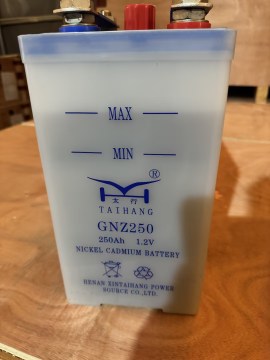 MAX
MIN
®
太行
TAIHANG
GNZ250
250Ah 1.2V
NICKEL CADMIUM BATTERY
HENAN XINTAIHANG POWER
SOURCE CO.,LTD.